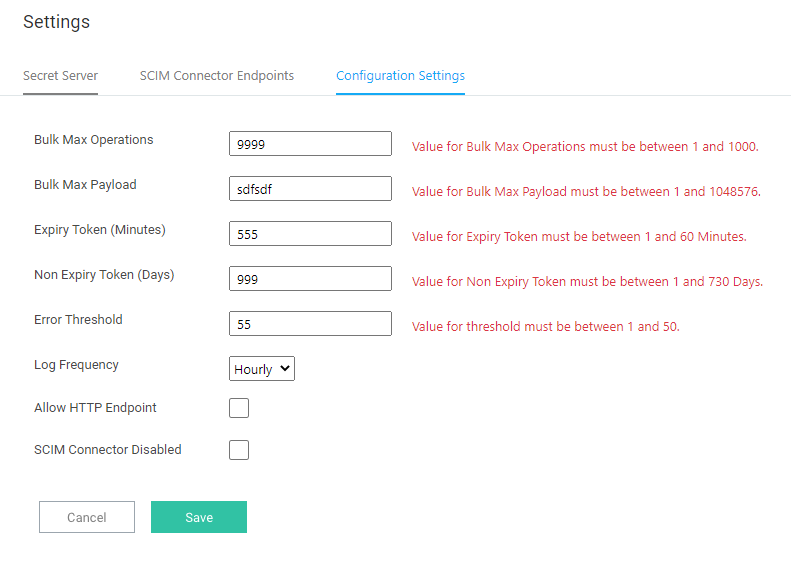 Settings
Secret Server SCIM Connector Endpoints Configuration Settings
Bulk Max Operations 9999 Value for Bulk Max Operations must be between 1 and 1000.
Bulk Max Payload sdfsdf Value for Bulk Max Payload must be between 1 and 1048576.
Expiry Token (Minutes) 555 Value for Expiry Token must be between 1 and 60 Minutes.
Non Expiry Token (Days) 999 Value for Non Expiry Token must be between 1 and 730 Days.
Error Threshold 55 Value for threshold must be between 1 and 50.
Log Frequency Hourly
Allow HTTP Endpoint
SCIM Connector Disabled
Cancel Save